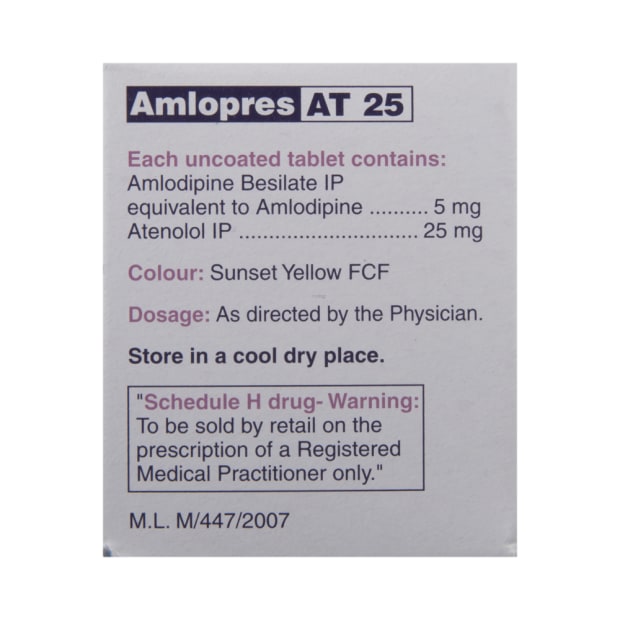 Amlopres AT 25
Each uncoated tablet contains:
Amlodipine Besilate IP
equivalent to Amlodipine .......... 5 mg
Atenolol IP ............................... 25 mg
Colour: Sunset Yellow FCF
Dosage: As directed by the Physician.
Store in a cool dry place.
"Schedule H drug- Warning:
To be sold by retail on the
prescription of a Registered
Medical Practitioner only."
M.L. M/447/2007